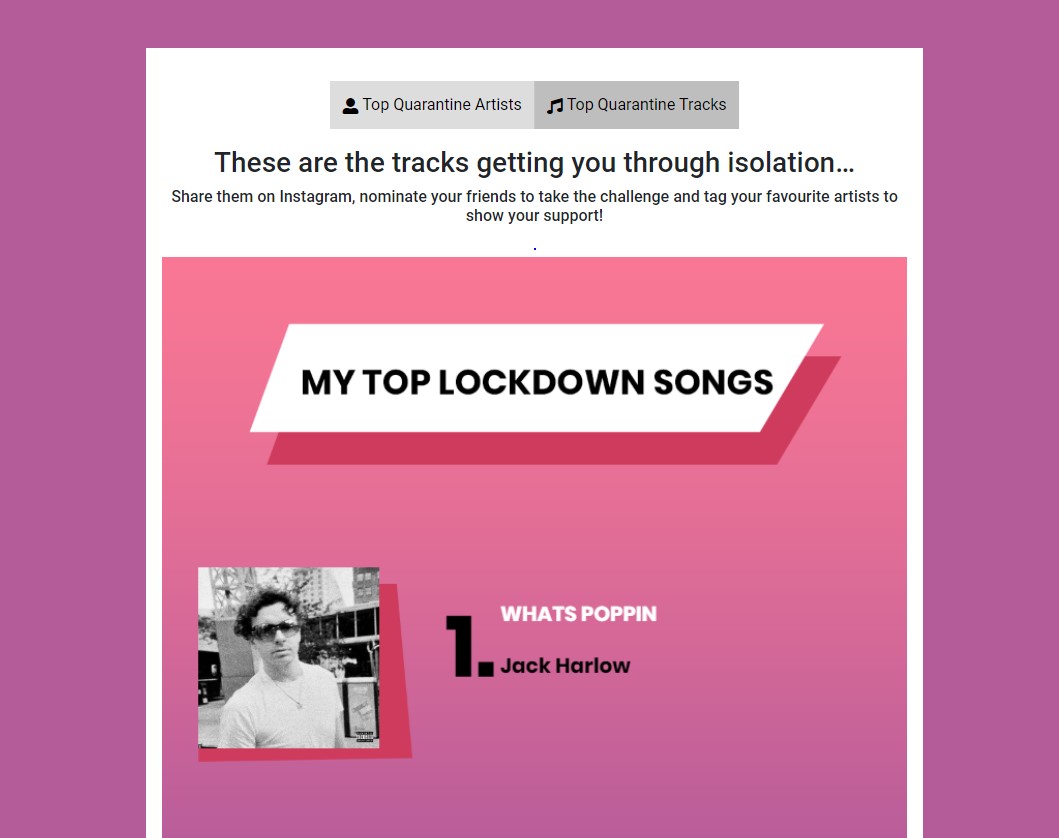 Top Quarantine Artists
Top Quarantine Tracks
These are the tracks getting you through isolation...
Share them on Instagram, nominate your friends to take the challenge and tag your favourite artists to
show your support!
.
MY TOP LOCKDOWN SONGS
1.
WHATS POPPIN
Jack Harlow